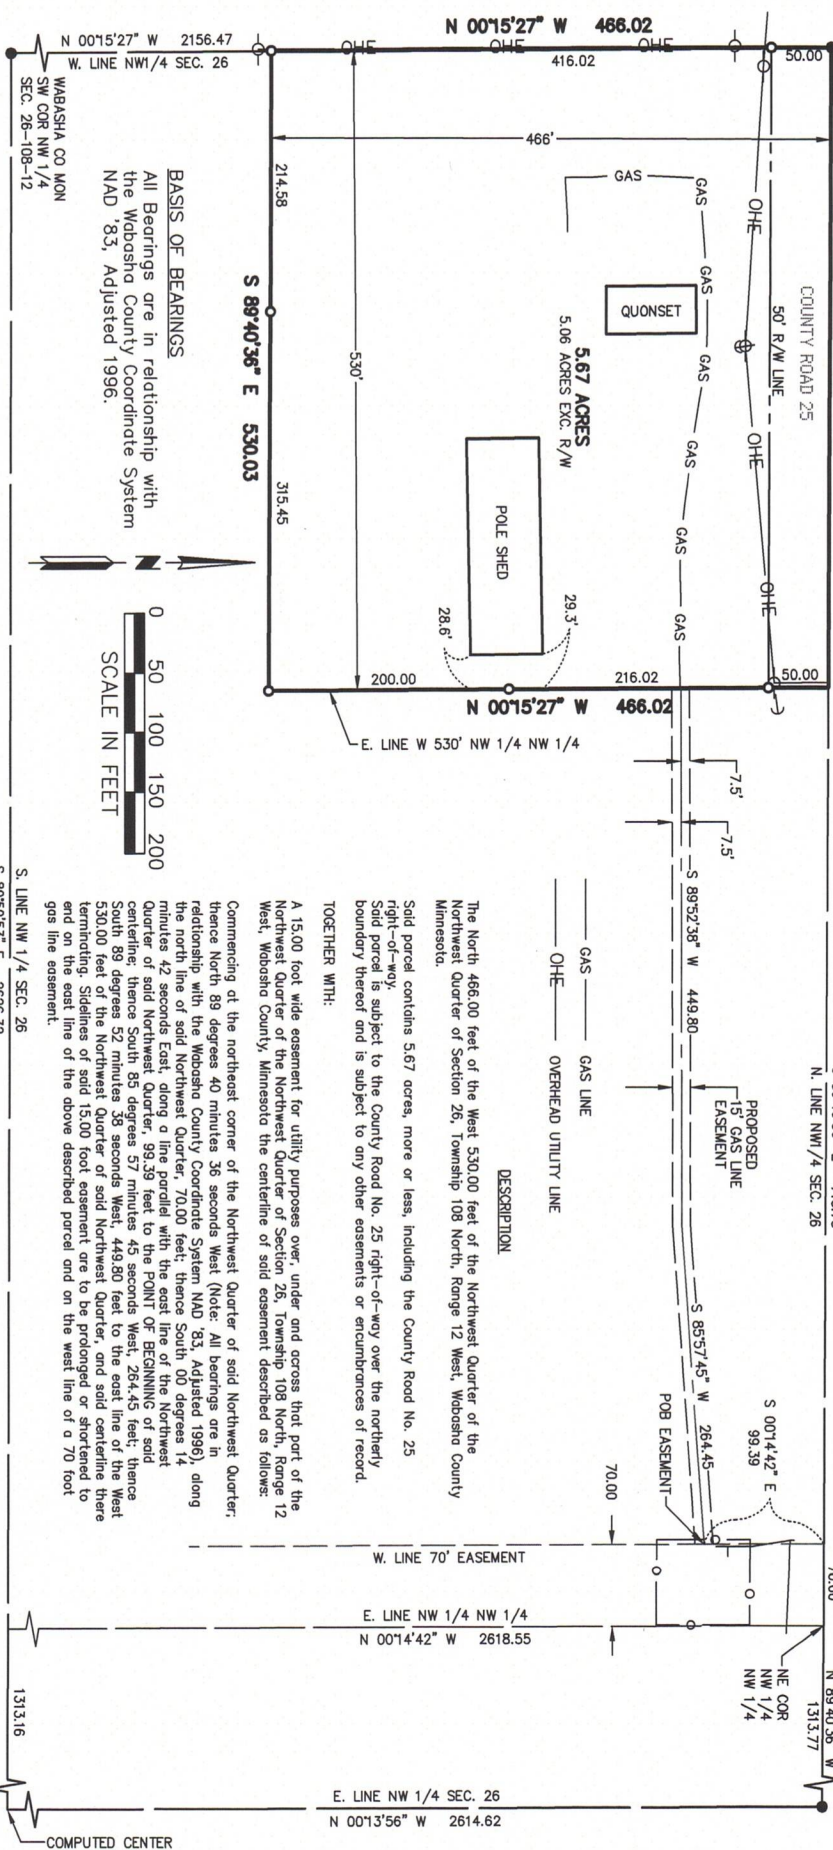 N 00°15'27" W 466.02
N 00°15'27" W 2156.47
W. LINE NW1/4 SEC. 26
OHE
OHE
OHE
416.02
50.00
WABASHA CO MON
SW COR NW 1/4
SEC. 26-108-12
466'
214.58
GAS
GAS
GAS
GAS
GAS
GAS
GAS
GAS
OHE
OHE
OHE
COUNTY ROAD 25
50' R/W LINE
QUONSET
5.67 ACRES
5.06 ACRES EXC. R/W
530'
POLE SHED
29.3'
28.6'
S 89°40'36" E 530.03
315.45
BASIS OF BEARINGS
All Bearings are in relationship with
the Wabasha County Coordinate System
NAD '83, Adjusted 1996.
N
0 50 100 150 200
SCALE IN FEET
200.00
216.02
50.00
N 00°15'27" W 466.02
E. LINE W 530' NW 1/4 NW 1/4
7.5'
7.5'
S 89°52'38" W 449.80
PROPOSED
15' GAS LINE
EASEMENT
N. LINE NW1/4 SEC. 26
S 85°57'45" W 264.45
POB EASEMENT
S 00°14'42" E
99.39
70.00
GAS GAS LINE
OHE OVERHEAD UTILITY LINE
DESCRIPTION
The North 466.00 feet of the West 530.00 feet of the Northwest Quarter of the
Northwest Quarter of Section 26, Township 108 North, Range 12 West, Wabasha County
Minnesota.
Said parcel contains 5.67 acres, more or less, including the County Road No. 25
right-of-way.
Said parcel is subject to the County Road No. 25 right-of-way over the northerly
boundary thereof and is subject to any other easements or encumbrances of record.
TOGETHER WITH:
A 15.00 foot wide easement for utility purposes over, under and across that part of the
Northwest Quarter of the Northwest Quarter of Section 26, Township 108 North, Range 12
West, Wabasha County, Minnesota the centerline of said easement described as follows:
Commencing at the northeast corner of the Northwest Quarter of said Northwest Quarter;
thence North 89 degrees 40 minutes 36 seconds West (Note: All bearings are in
relationship with the Wabasha County Coordinate System NAD '83, Adjusted 1996), along
the north line of said Northwest Quarter, 70.00 feet; thence South 00 degrees 14
minutes 42 seconds East, along a line parallel with the east line of the Northwest
Quarter of said Northwest Quarter, 99.39 feet to the POINT OF BEGINNING of said
centerline; thence South 85 degrees 57 minutes 45 seconds West, 264.45 feet; thence
South 89 degrees 52 minutes 38 seconds West, 449.80 feet to the east line of the West
530.00 feet of the Northwest Quarter of said Northwest Quarter, and said centerline there
terminating. Sidelines of said 15.00 foot easement are to be prolonged or shortened to
end on the east line of the above described parcel and on the west line of a 70 foot
gas line easement.
S. LINE NW 1/4 SEC. 26
W. LINE 70' EASEMENT
E. LINE NW 1/4 NW 1/4
N 00°14'42" W 2618.55
NE COR
NW 1/4
NW 1/4
N 89°40'36" W
1313.77
1313.16
E. LINE NW 1/4 SEC. 26
N 00°13'56" W 2614.62
COMPUTED CENTER